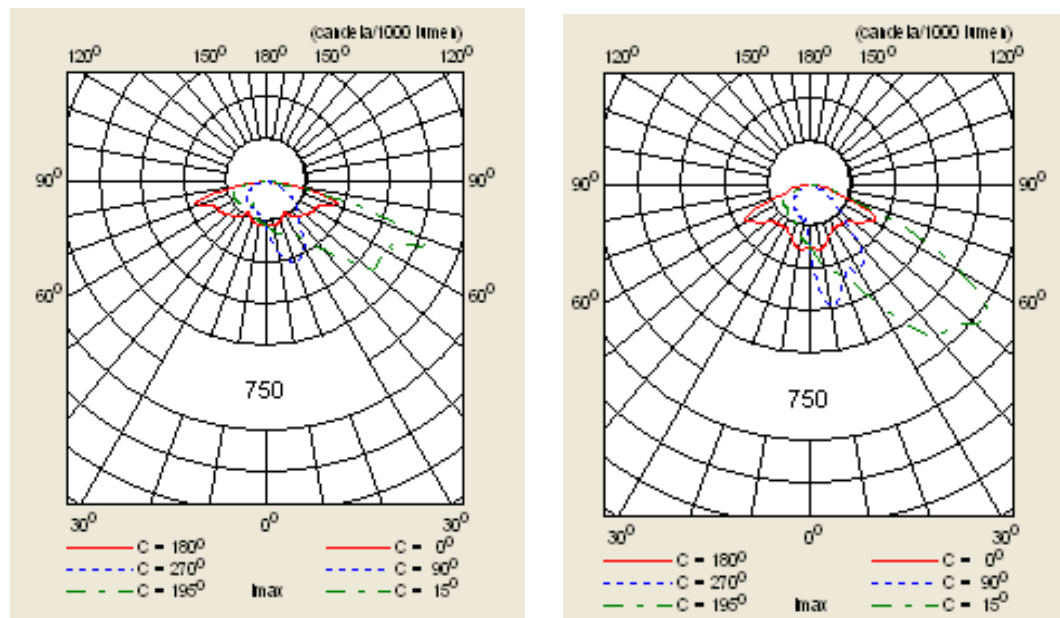 (candela/1000 lumen)
120⁰ 150⁰ 180⁰ 150⁰ 120⁰
90⁰ 90⁰
60⁰ 60⁰
750
30⁰ 0⁰ 30⁰
C = 180⁰ C = 0⁰
C = 270⁰ C = 90⁰
C = 195⁰ Imax C = 15⁰
(candela/1000 lumen)
120⁰ 150⁰ 180⁰ 150⁰ 120⁰
90⁰ 90⁰
60⁰ 60⁰
750
30⁰ 0⁰ 30⁰
C = 180⁰ C = 0⁰
C = 270⁰ C = 90⁰
C = 195⁰ Imax C = 15⁰